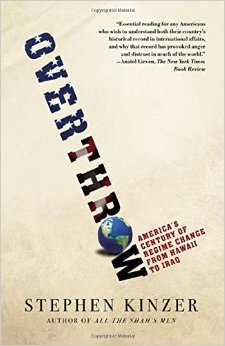 "Essential reading for any Americans
who wish to understand both their country's
historical record in international affairs,
and why that record has provoked anger
and distrust in much of the world."
—Anatol Lieven, The New York Times
Book Review
OVERTHROW
AMERICA'S
CENTURY OF
REGIME CHANGE
FROM HAWAII
TO IRAQ
STEPHEN KINZER
AUTHOR OF ALL THE SHAH'S MEN